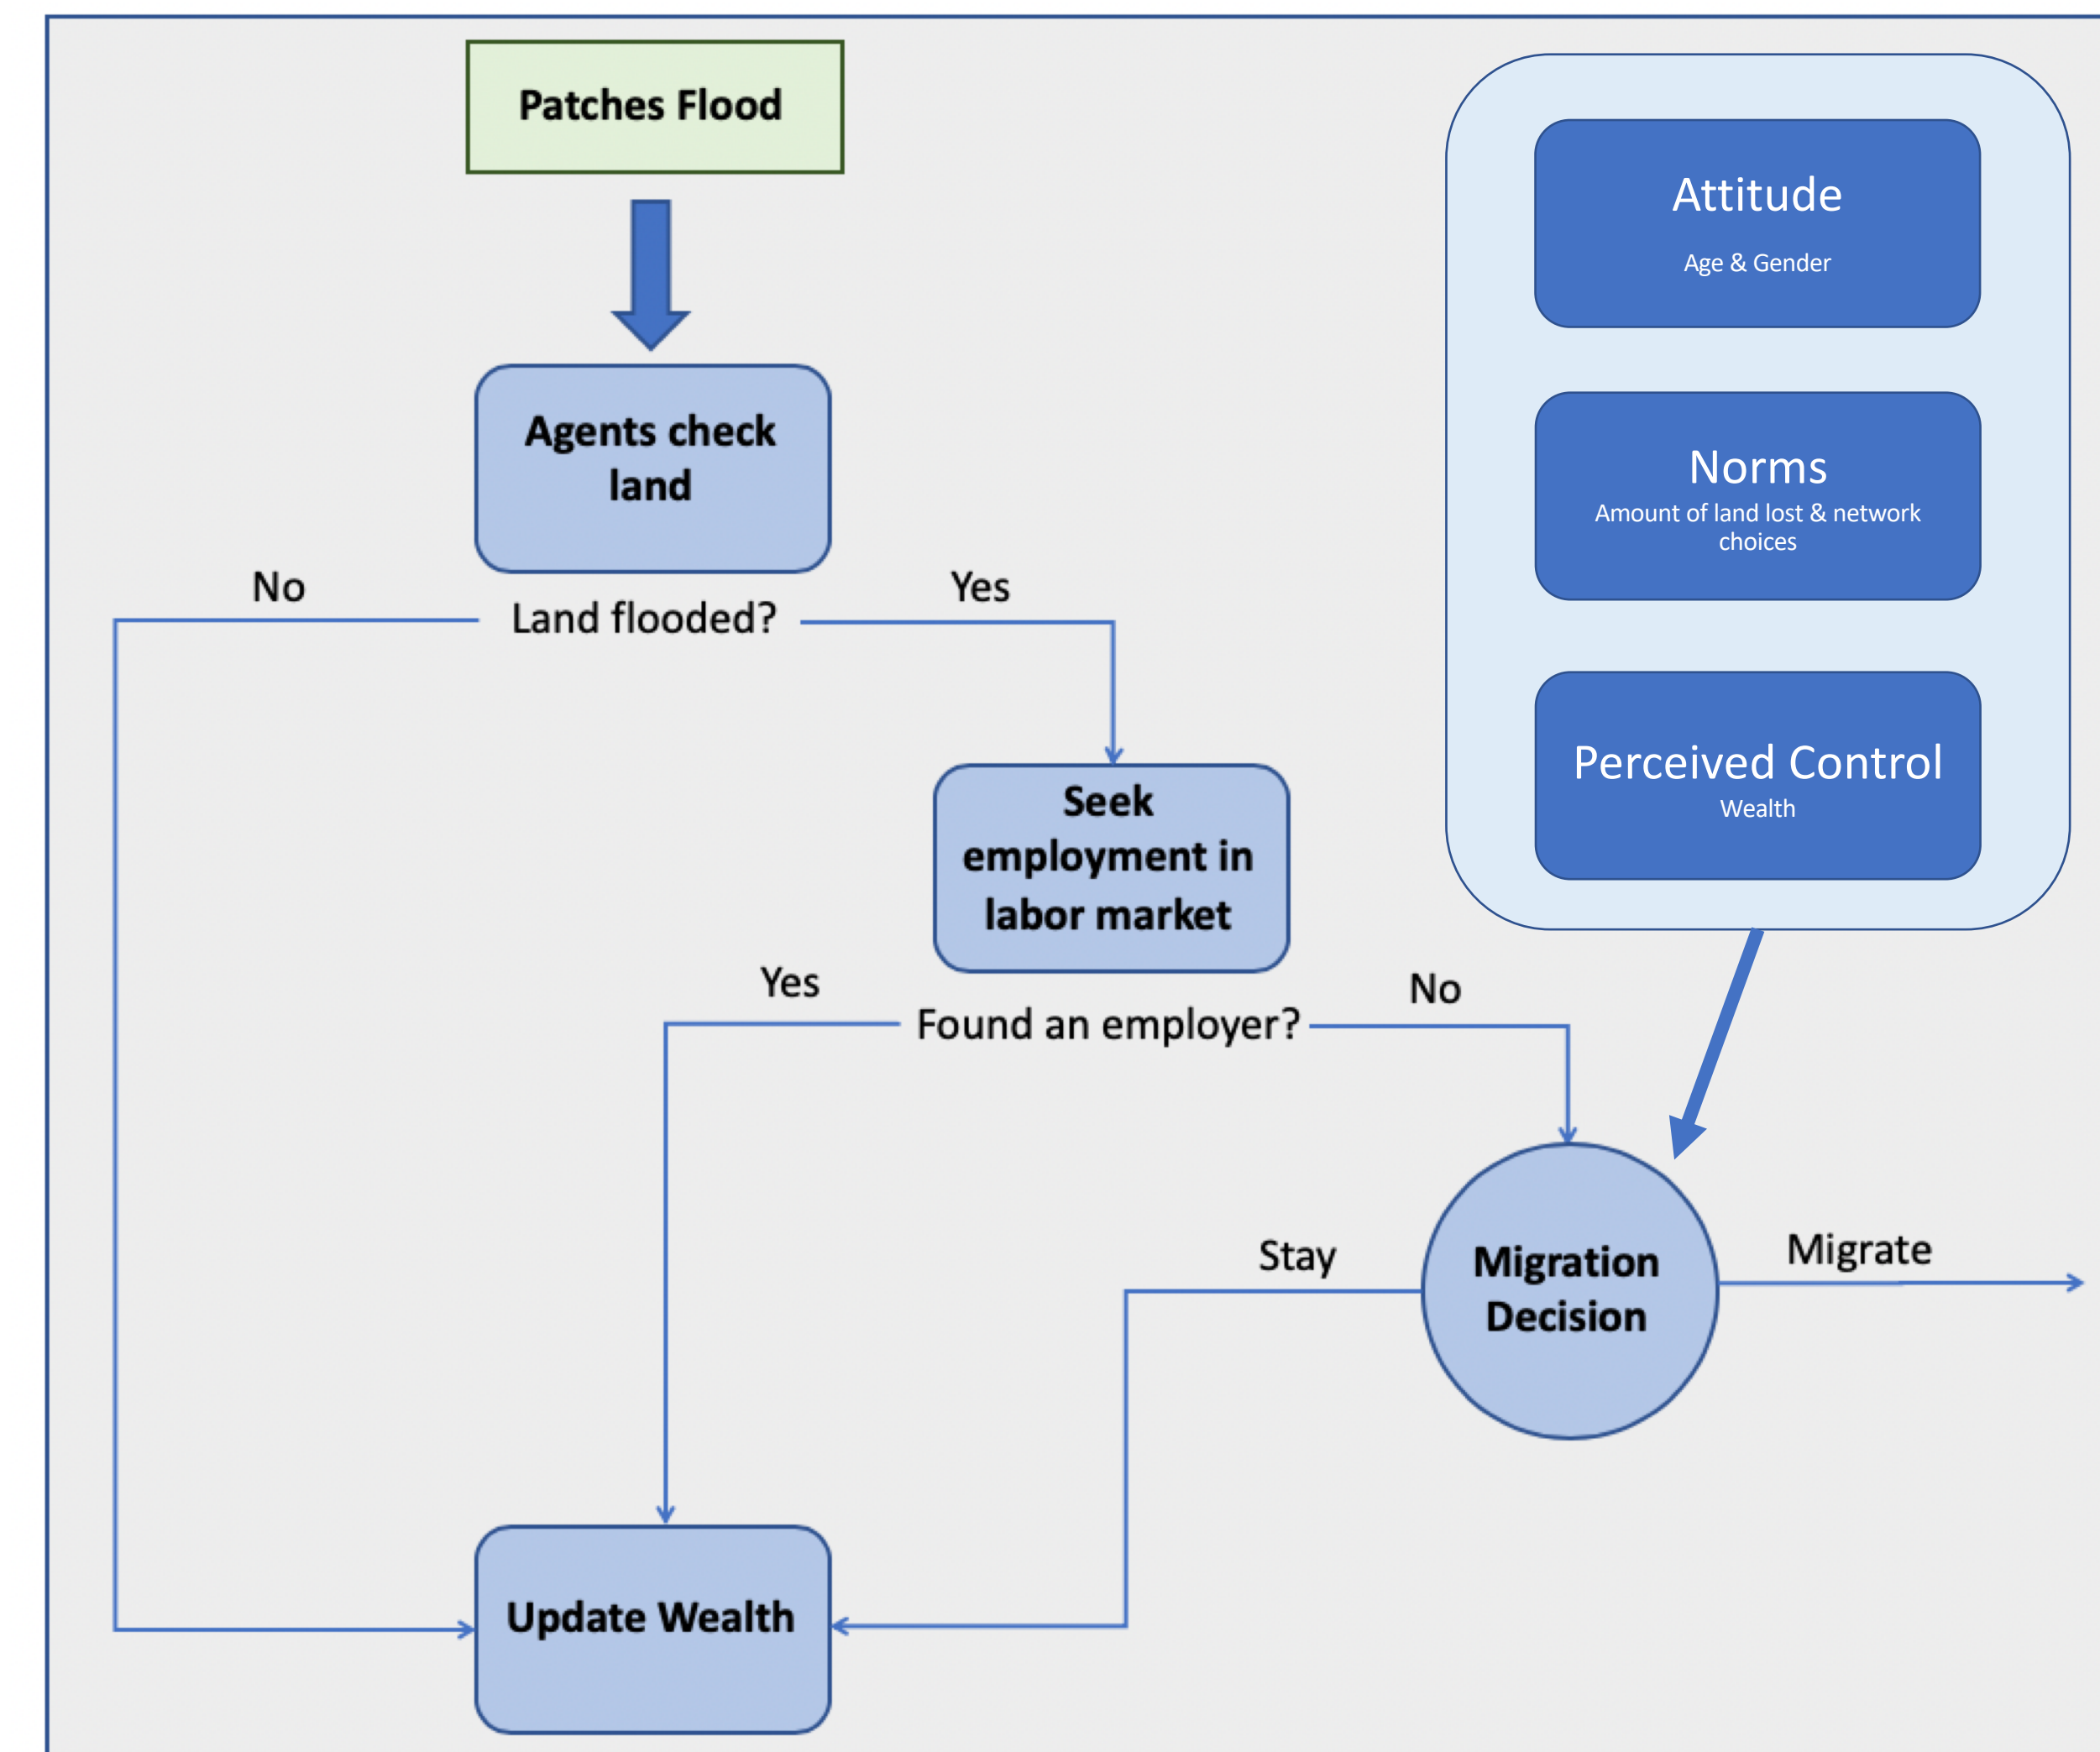 Patches Flood
Agents check
land
No
Land flooded?
Yes
Seek
employment in
labor market
Yes
Found an employer?
No
Attitude
Age & Gender
Norms
Amount of land lost & network
choices
Perceived Control
Wealth
Migration
Decision
Stay
Migrate
Update Wealth